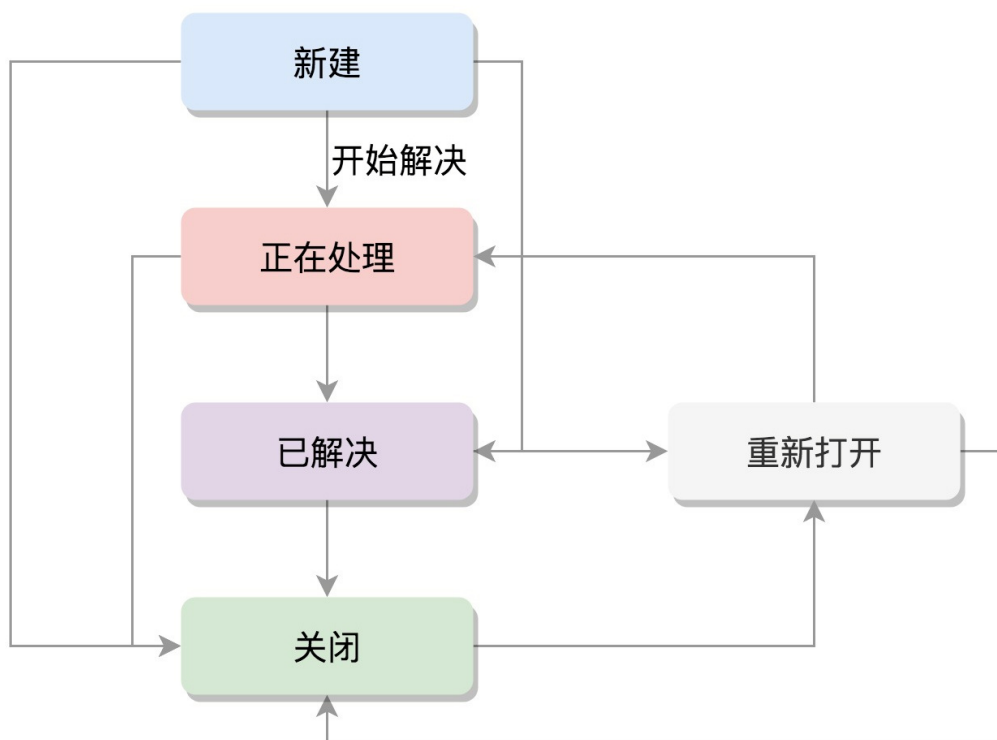 新建
开始解决
正在处理
已解决
重新打开
关闭